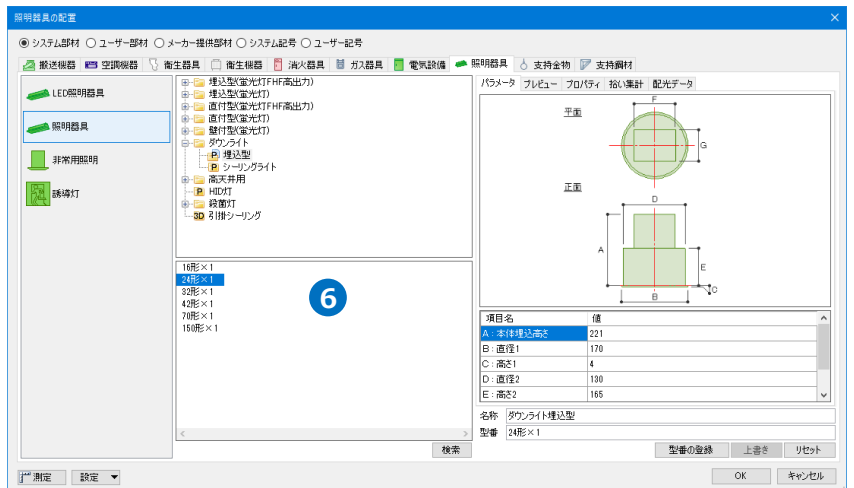 照明器具の配置
システム部材 ユーザー部材 メーカー提供部材 システム記号 ユーザー記号
搬送機器 空調機器 衛生器具 衛生機器 消火器具 ガス器具 電気設備 照明器具 支持金物 支持鋼材
LED照明器具
照明器具
非常用照明
誘導灯
埋込型(蛍光灯FHF高出力)
埋込型(蛍光灯)
直付型(蛍光灯FHF高出力)
直付型(蛍光灯)
壁付型(蛍光灯)
ダウンライト
P 埋込型
P シーリングライト
高天井用
P HID灯
殺菌灯
3D 引掛シーリング
16形×1
24形×1
32形×1
42形×1
70形×1
150形×1
6
検索
パラメータ プレビュー プロパティ 拾い集計 配光データ
平面
F
G
正面
D
A
E
C
B
項目名 値
A:本体埋込高さ 221
B:直径1 170
C:高さ1 4
D:直径2 130
E:高さ2 165
名称 ダウンライト埋込型
型番 24形×1
型番の登録 上書き リセット
測定 設定 OK キャンセル